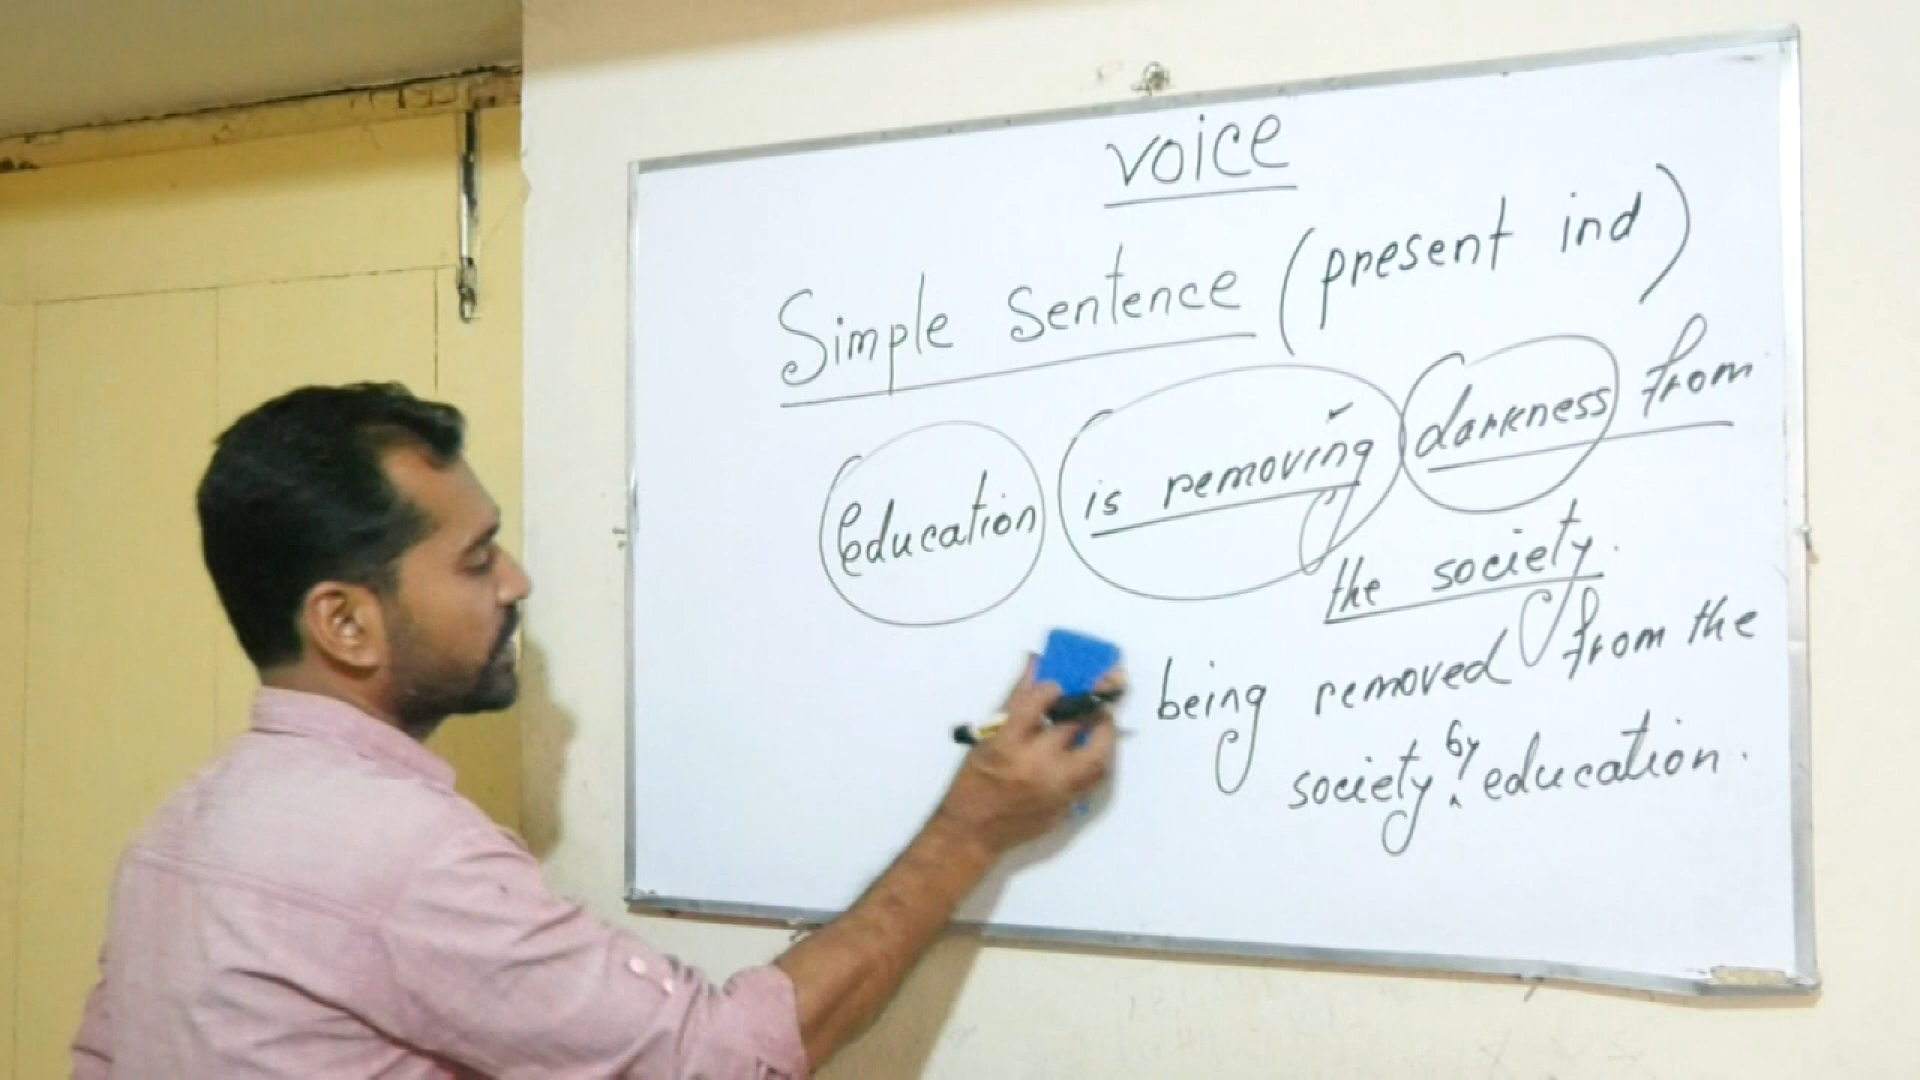 voice
Simple Sentence (present ind)
Education is removing darkness from
the society.
being removed from the
society by education.